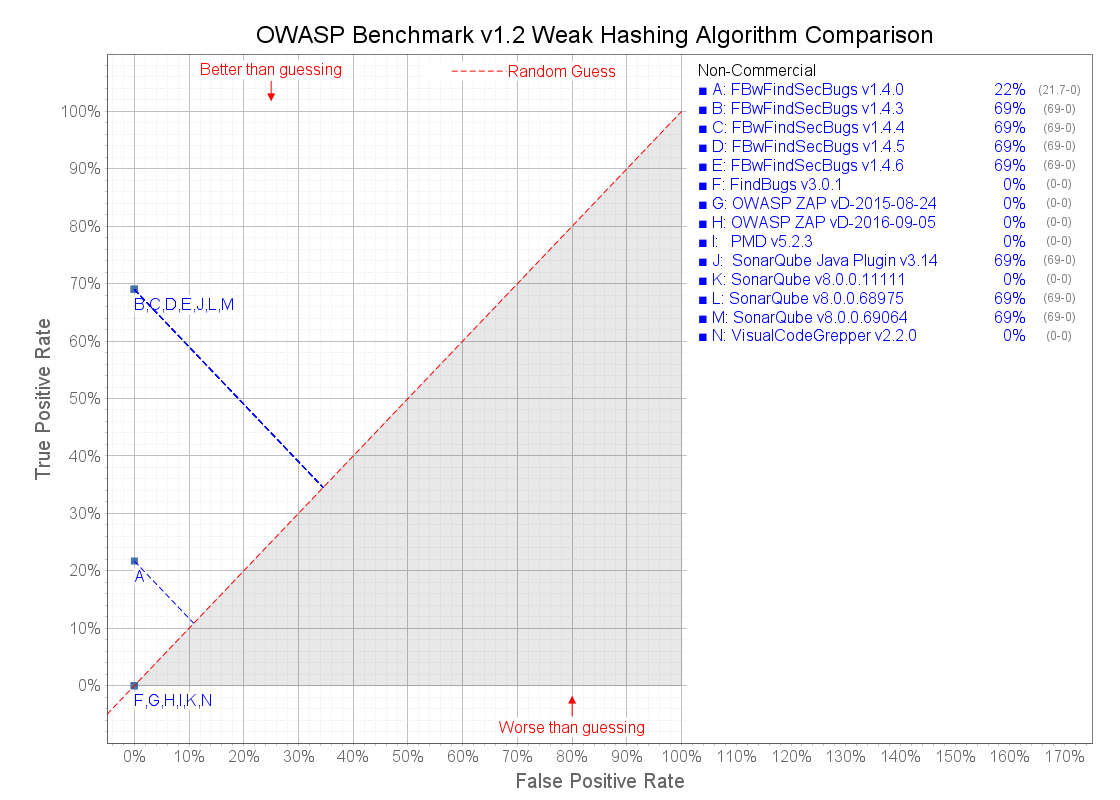 OWASP Benchmark v1.2 Weak Hashing Algorithm Comparison
Better than guessing
Random Guess
Non-Commercial
A: FBwFindSecBugs v1.4.0 22% (21.7-0)
B: FBwFindSecBugs v1.4.3 69% (69-0)
C: FBwFindSecBugs v1.4.4 69% (69-0)
D: FBwFindSecBugs v1.4.5 69% (69-0)
E: FBwFindSecBugs v1.4.6 69% (69-0)
F: FindBugs v3.0.1 0% (0-0)
G: OWASP ZAP vD-2015-08-24 0% (0-0)
H: OWASP ZAP vD-2016-09-05 0% (0-0)
I: PMD v5.2.3 0% (0-0)
J: SonarQube Java Plugin v3.14 69% (69-0)
K: SonarQube v8.0.0.11111 0% (0-0)
L: SonarQube v8.0.0.68975 69% (69-0)
M: SonarQube v8.0.0.69064 69% (69-0)
N: VisualCodeGrepper v2.2.0 0% (0-0)
True Positive Rate
100%
90%
80%
70%
60%
50%
40%
30%
20%
10%
0%
B,C,D,E,J,L,M
A
F,G,H,I,K,N
Worse than guessing
0% 10% 20% 30% 40% 50% 60% 70% 80% 90% 100% 110% 120% 130% 140% 150% 160% 170%
False Positive Rate